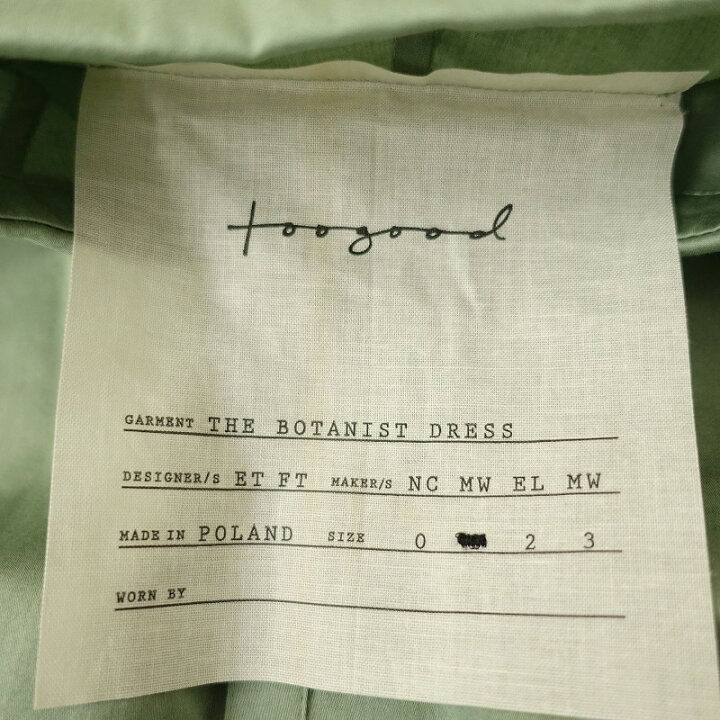 toogood
GARMENT THE BOTANIST DRESS
DESIGNER/S ET FT MAKER/S NC MW EL MW
MADE IN POLAND SIZE 0 2 3
WORN BY